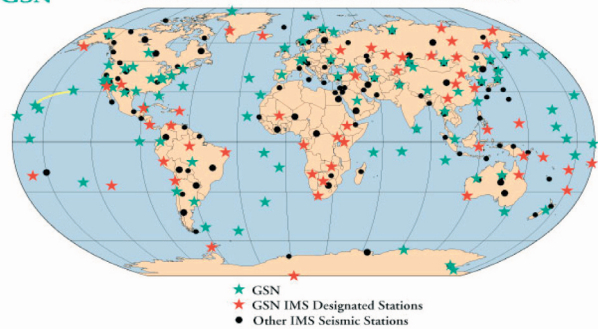 GSN
GSN
GSN IMS Designated Stations
Other IMS Seismic Stations